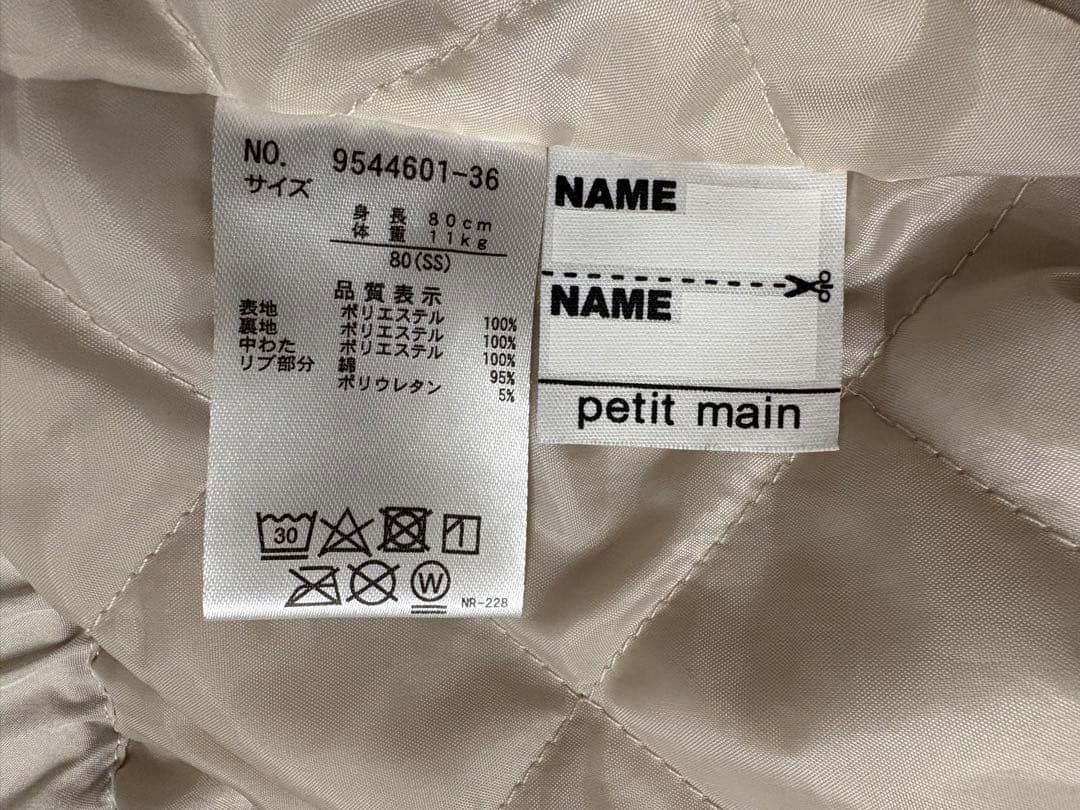 NO. 9544601-36
サイズ
身長 80cm
体重 11kg
80(SS)
品質表示
表地 ポリエステル 100%
裏地 ポリエステル 100%
中わた ポリエステル 100%
リブ部分 綿 95%
ポリウレタン 5%
30
W
NR-228
NAME
NAME
petit main